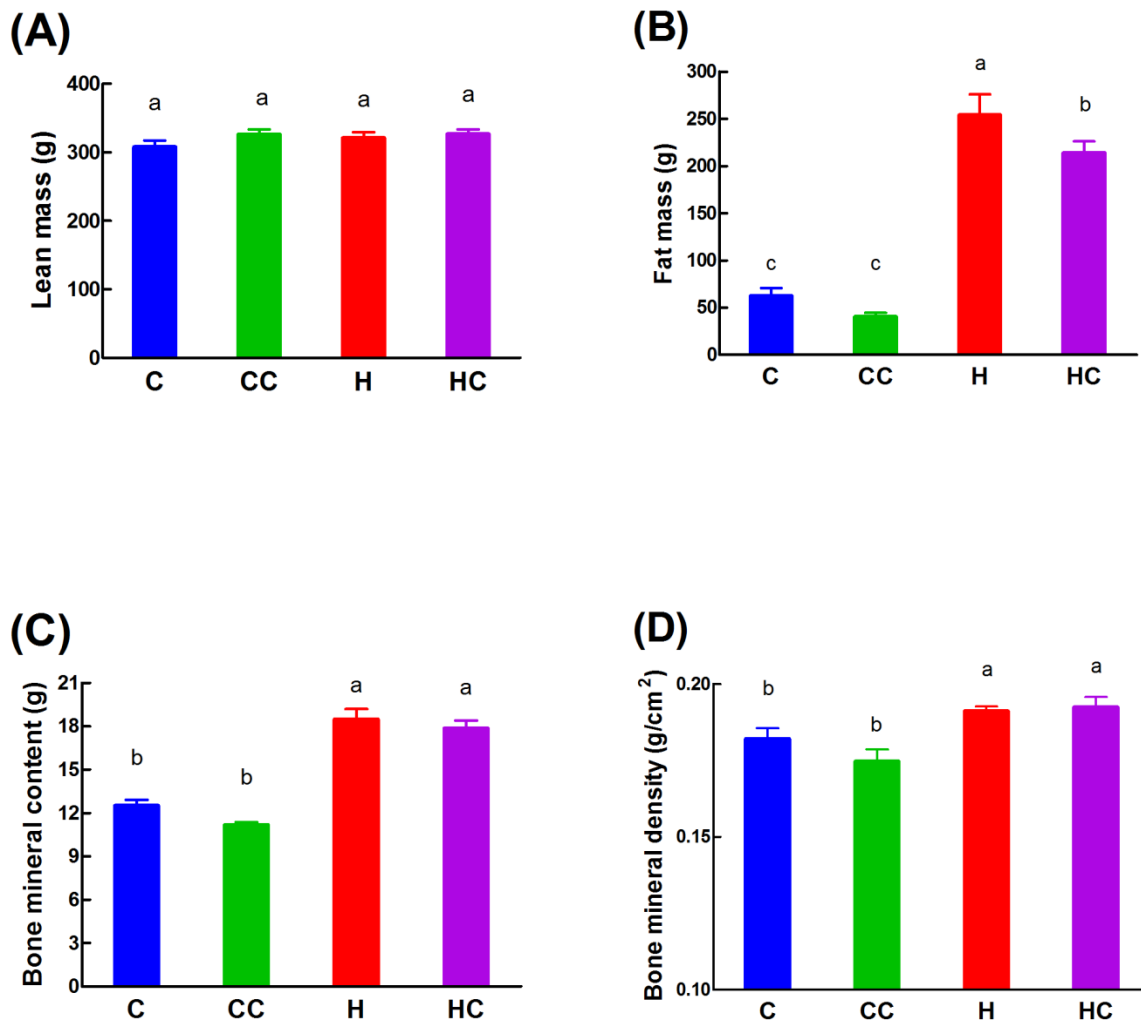 (A)
Lean mass (g)
400
300
200
100
0
a a a a
C CC H HC
(B)
Fat mass (g)
300
250
200
150
100
50
0
c c a b
C CC H HC
(C)
Bone mineral content (g)
21
18
15
12
9
6
3
0
b b a a
C CC H HC
(D)
Bone mineral density (g/cm²)
0.20
0.15
0.10
b b a a
C CC H HC